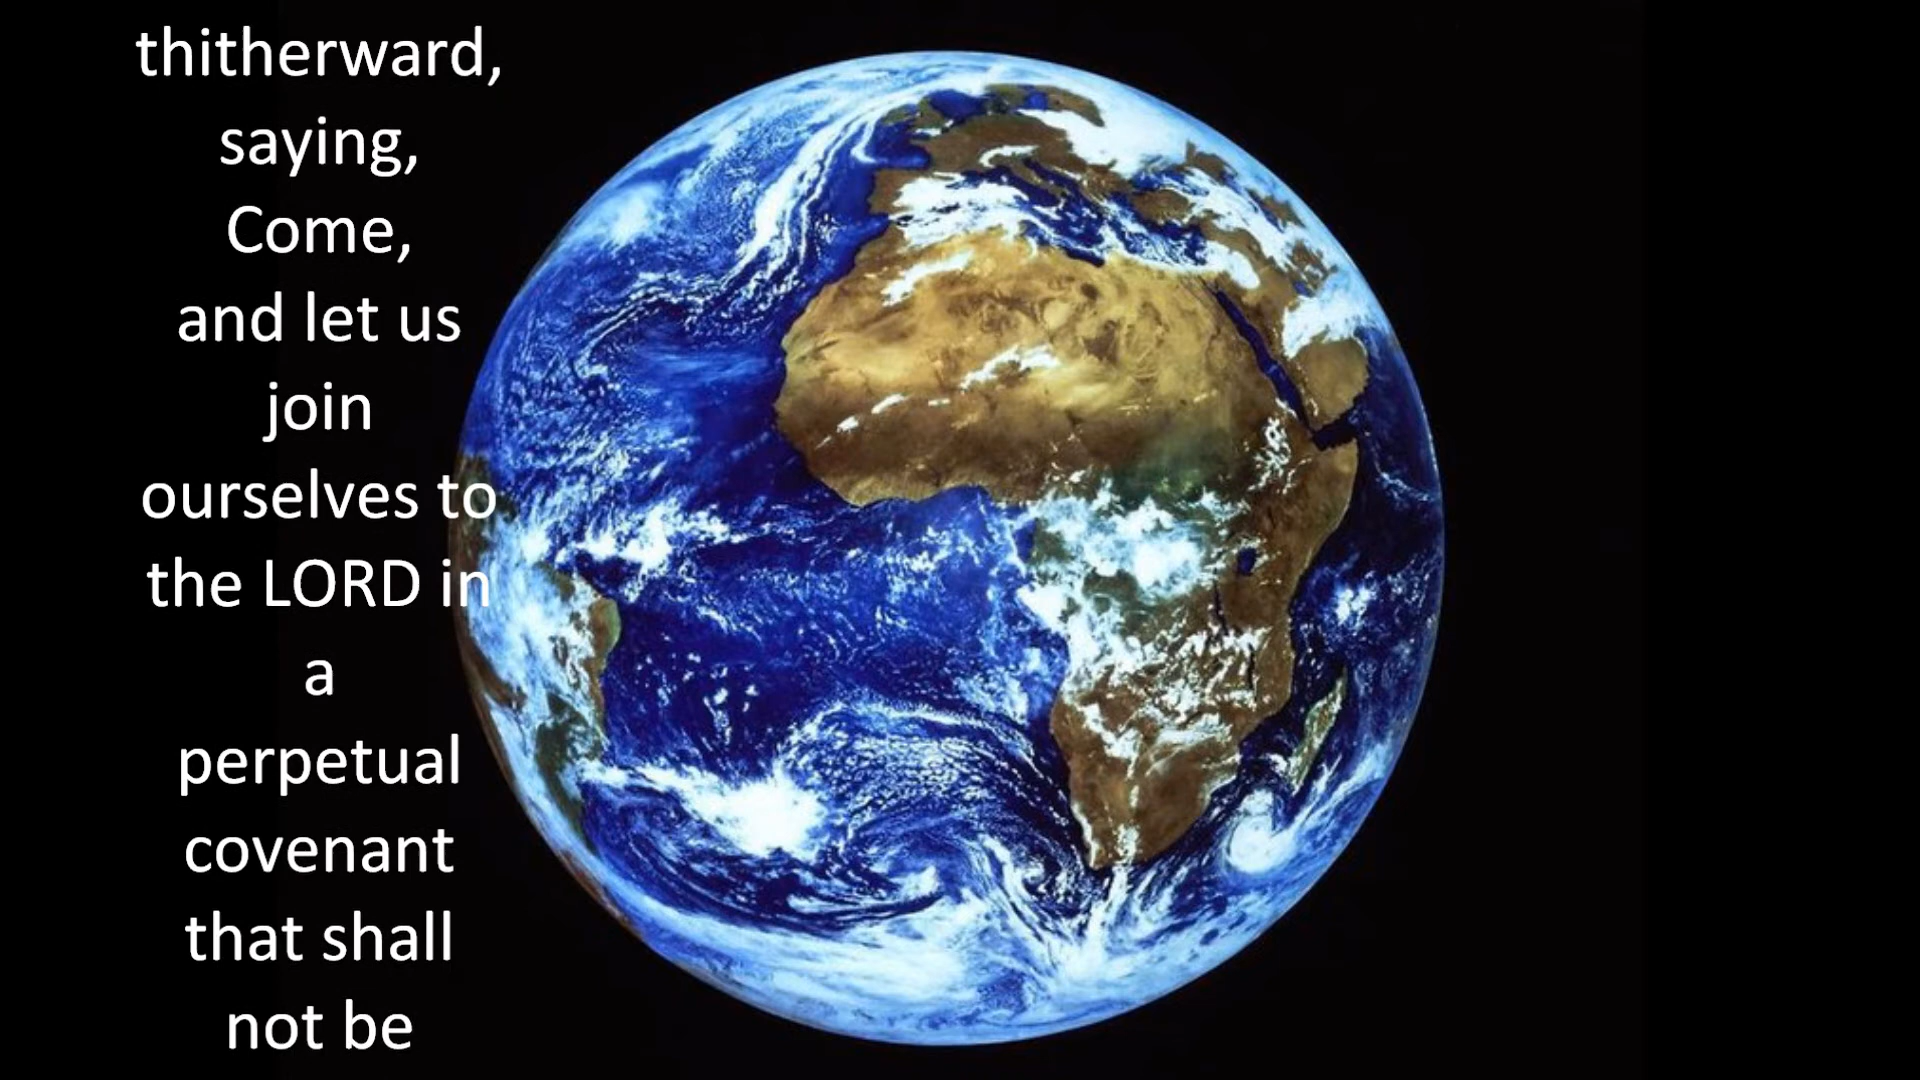 thitherward,
saying,
Come,
and let us
join
ourselves to
the LORD in
a
perpetual
covenant
that shall
not be